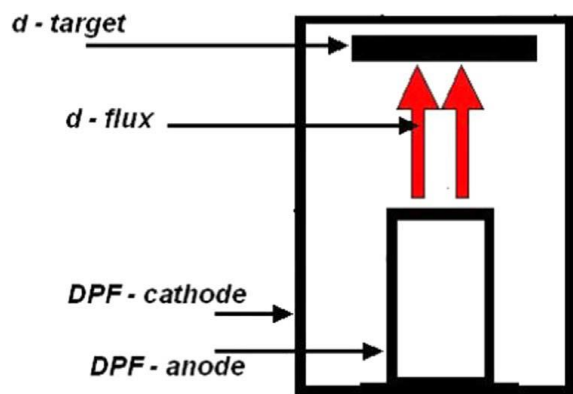 d - target
d - flux
DPF - cathode
DPF - anode